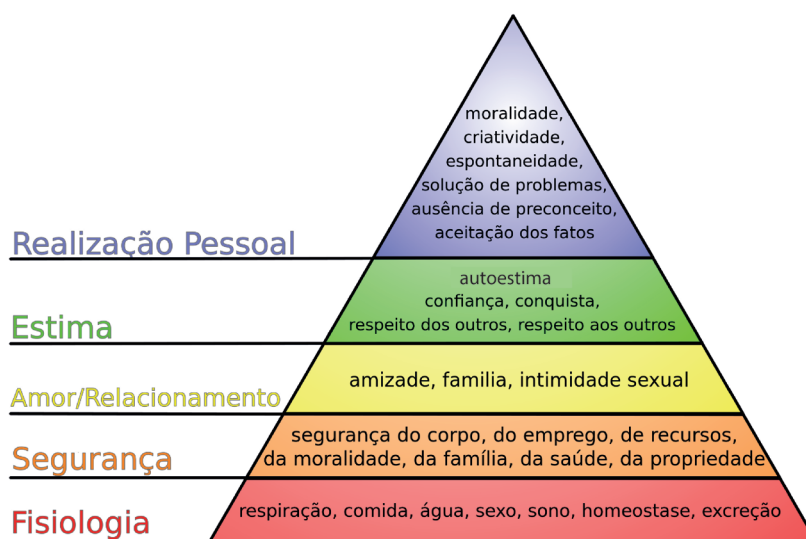 moralidade,
criatividade,
espontaneidade,
solução de problemas,
ausência de preconceito,
aceitação dos fatos
Realização Pessoal
autoestima
confiança, conquista,
respeito dos outros, respeito aos outros
Estima
amizade, familia, intimidade sexual
Amor/Relacionamento
segurança do corpo, do emprego, de recursos,
da moralidade, da família, da saúde, da propriedade
Segurança
respiração, comida, água, sexo, sono, homeostase, excreção
Fisiologia